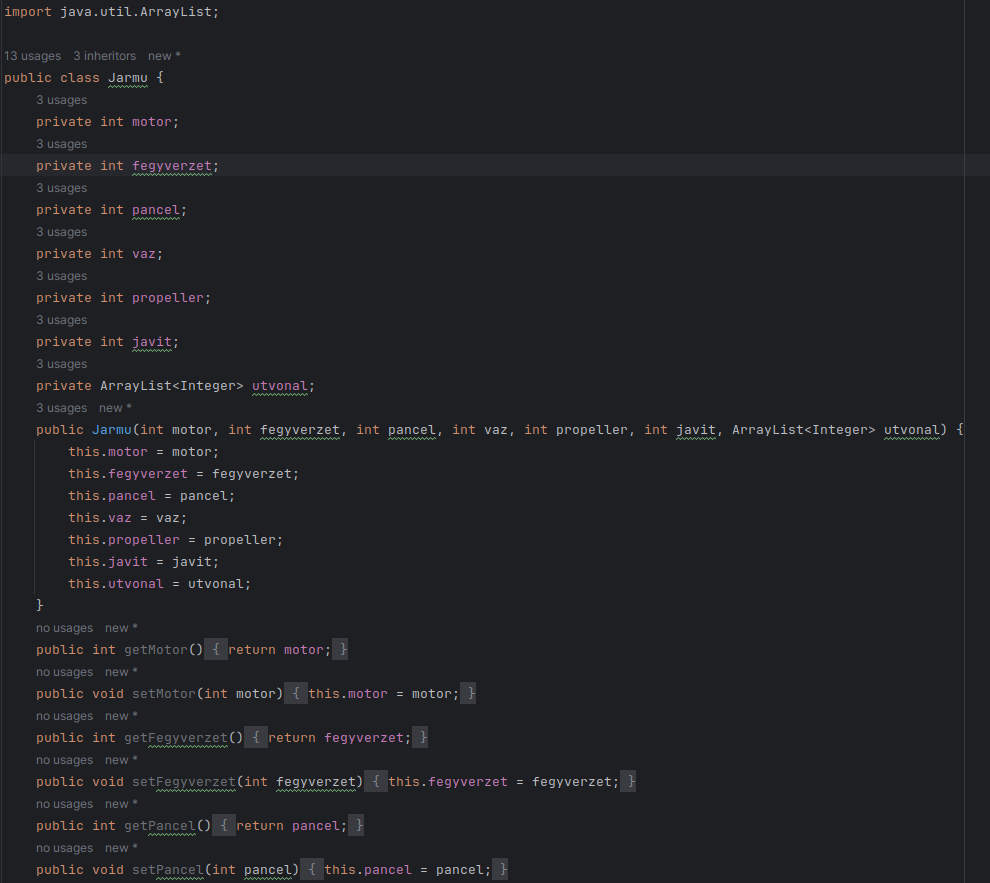 import java.util.ArrayList;
13 usages 3 inheritors new *
public class Jarmu {
3 usages
private int motor;
3 usages
private int fegyverzet;
3 usages
private int pancel;
3 usages
private int vaz;
3 usages
private int propeller;
3 usages
private int javit;
3 usages
private ArrayList<Integer> utvonal;
3 usages new *
public Jarmu(int motor, int fegyverzet, int pancel, int vaz, int propeller, int javit, ArrayList<Integer> utvonal) {
this.motor = motor;
this.fegyverzet = fegyverzet;
this.pancel = pancel;
this.vaz = vaz;
this.propeller = propeller;
this.javit = javit;
this.utvonal = utvonal;
}
no usages new *
public int getMotor() { return motor; }
no usages new *
public void setMotor(int motor) { this.motor = motor; }
no usages new *
public int getFegyverzet() { return fegyverzet; }
no usages new *
public void setFegyverzet(int fegyverzet) { this.fegyverzet = fegyverzet; }
no usages new *
public int getPancel() { return pancel; }
no usages new *
public void setPancel(int pancel) { this.pancel = pancel; }